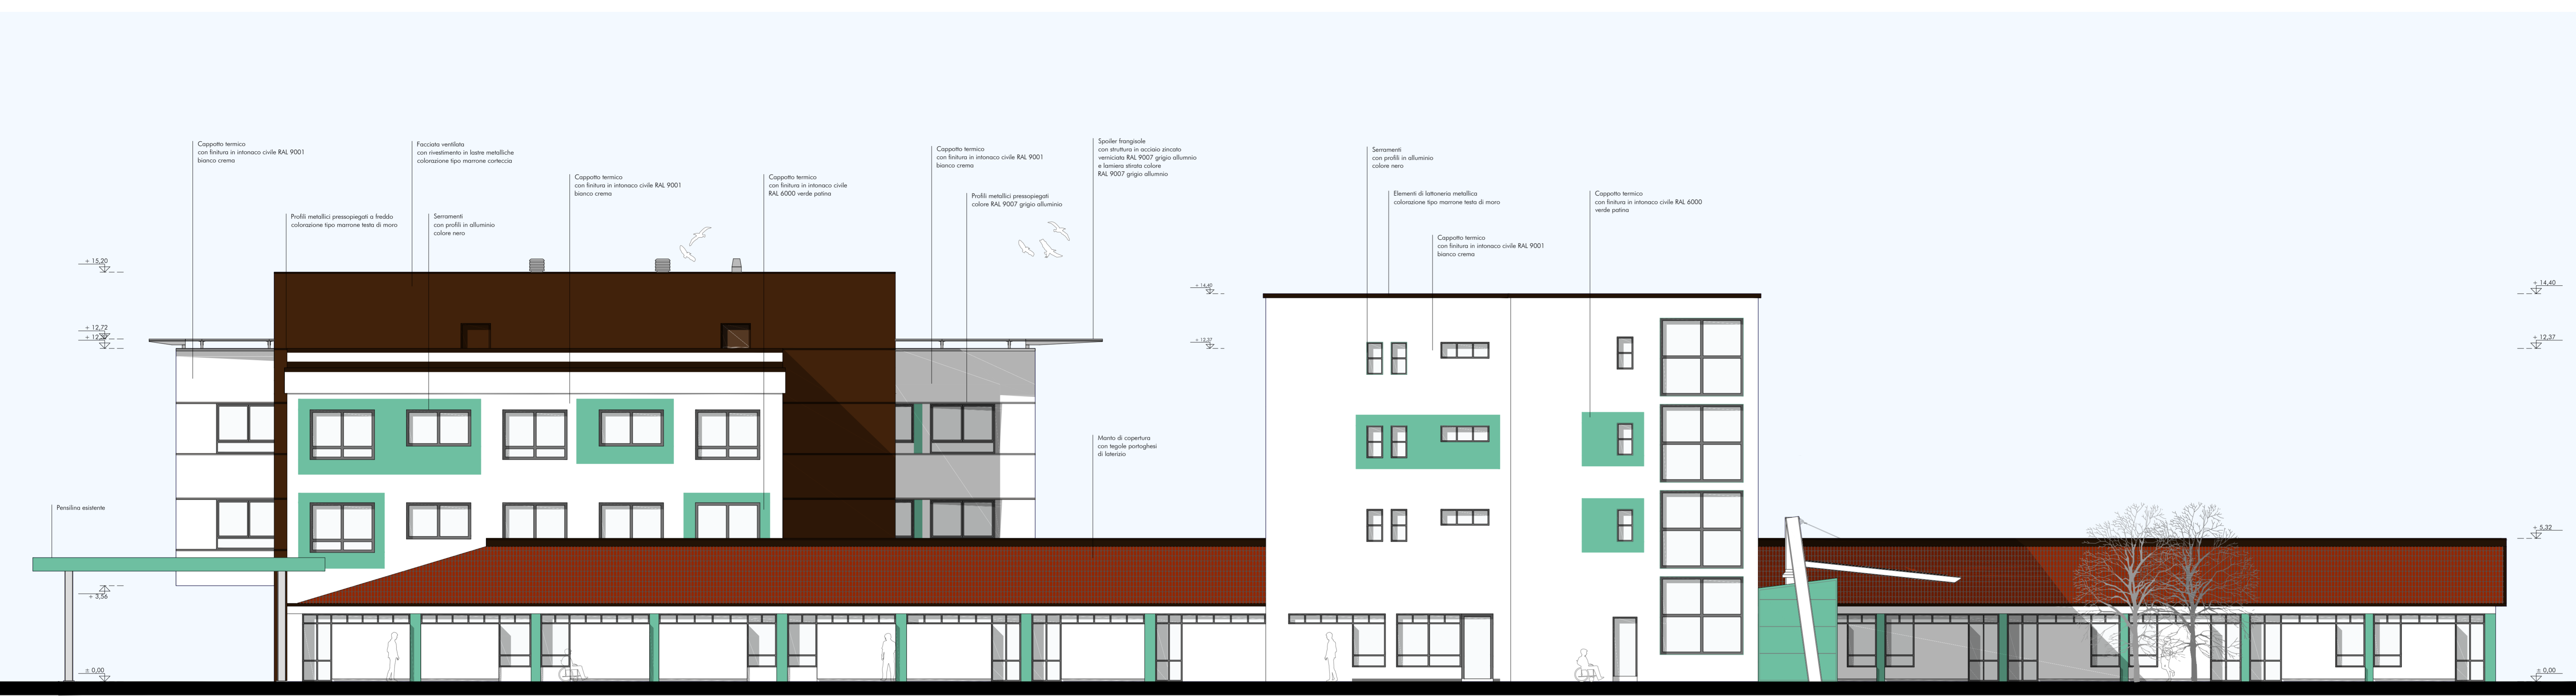 Cappotto termico
con finitura in intonaco civile RAL 9001
bianco crema
Facciata ventilata
con rivestimento in lastre metalliche
colorazione tipo marrone corteccia
Cappotto termico
con finitura in intonaco civile RAL 9001
bianco crema
Cappotto termico
con finitura in intonaco civile
RAL 6000 verde patina
Profili metallici pressopiegati a freddo
colorazione tipo marrone testa di moro
Serramenti
con profili in alluminio
colore nero
Cappotto termico
con finitura in intonaco civile RAL 9001
bianco crema
Profili metallici pressopiegati
colore RAL 9007 grigio alluminio
Spoiler frangisole
con struttura in acciaio zincato
verniciata RAL 9007 grigio allumnio
e lamiera stirata colore
RAL 9007 grigio allumnio
Serramenti
con profili in alluminio
colore nero
Elementi di lattoneria metallica
colorazione tipo marrone testa di moro
Cappotto termico
con finitura in intonaco civile RAL 9001
bianco crema
Cappotto termico
con finitura in intonaco civile RAL 6000
verde patina
+ 15,20
+ 12,72
+ 14,40
+ 12,37
+ 14,40
+ 12,37
Manto di copertura
con tegole portoghesi
di laterizio
Pensilina esistente
+ 5,32
+ 3,56
± 0,00
± 0,00